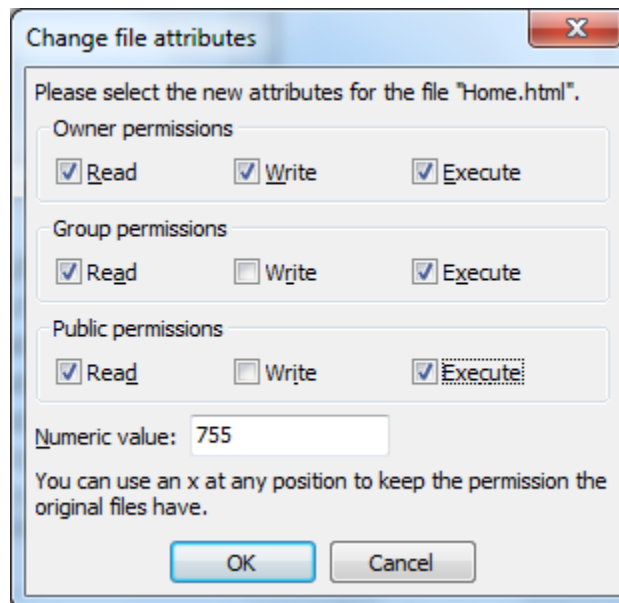 Change file attributes
Please select the new attributes for the file "Home.html".
Owner permissions
Read Write Execute
Group permissions
Read Write Execute
Public permissions
Read Write Execute
Numeric value: 755
You can use an x at any position to keep the permission the
original files have.
OK Cancel